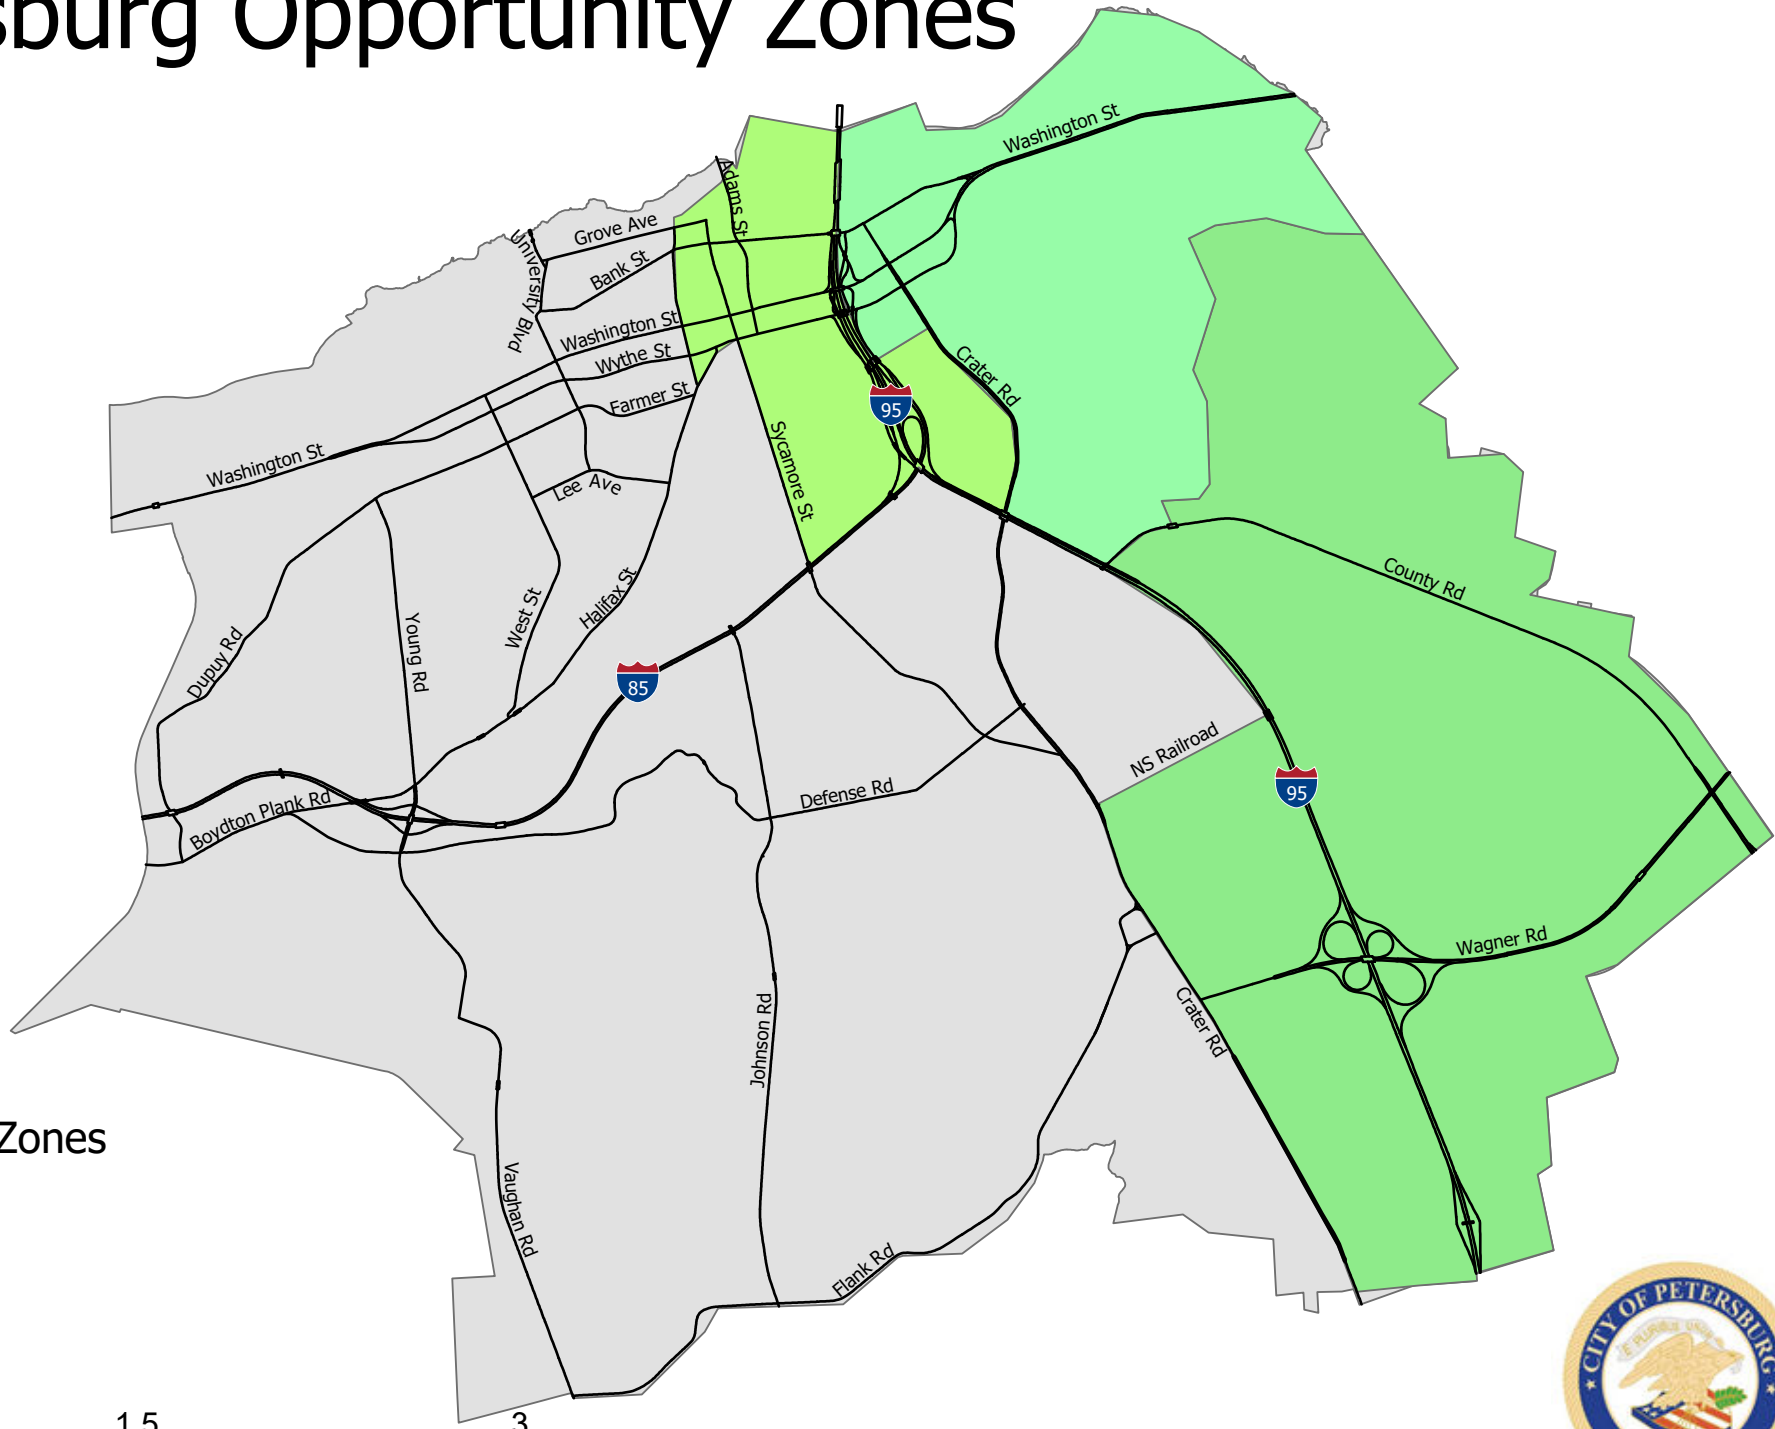 sburg Opportunity Zones
Washington St
Adams St
Grove Ave
University Blvd
Bank St
Washington St
Wythe St
Farmer St
Crater Rd
95
Washington St
Sycamore St
Lee Ave
County Rd
West St
Halifax St
Young Rd
Dupuy Rd
85
NS Railroad
95
Defense Rd
Boydton Plank Rd
Wagner Rd
Crater Rd
Johnson Rd
Zones
Vaughan Rd
Flank Rd
CITY OF PETERSBURG
E PLURIBUS UNUM
1.5
3